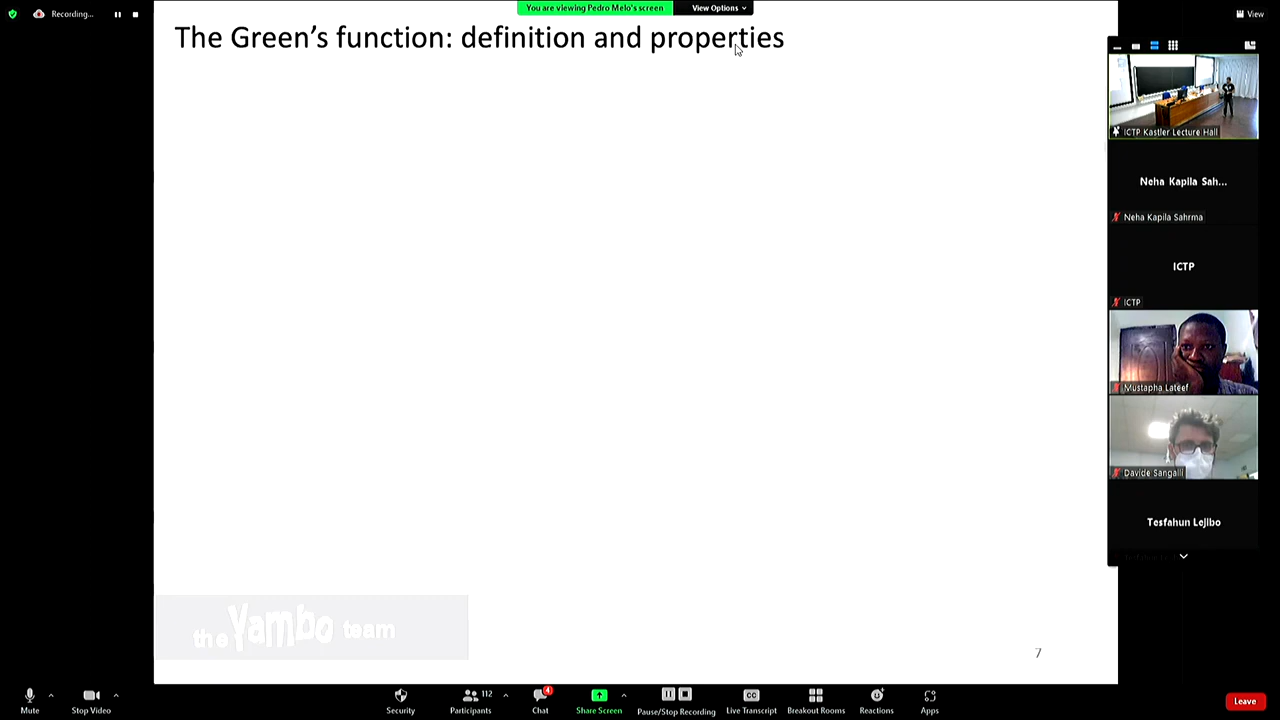 Recording...
You are viewing Pedro Melo's screen
View Options
View
The Green's function: definition and properties
ICTP Kastler Lecture Hall
Neha Kapila Sah...
Neha Kapila Sahrma
ICTP
ICTP
Mustapha Lateef
Davide Sangalli
Tesfahun Lejibo
the Yambo team
7
Mute
Stop Video
Security
Participants
112
Chat
4
Share Screen
Pause/Stop Recording
CC
Live Transcript
Breakout Rooms
Reactions
Apps
Leave